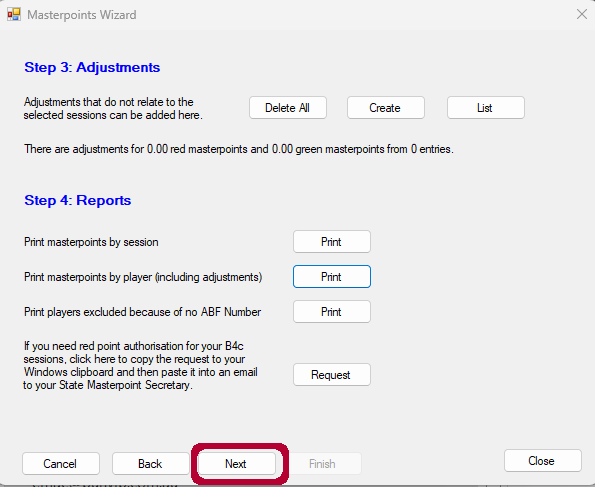 Masterpoints Wizard
Step 3: Adjustments
Adjustments that do not relate to the
selected sessions can be added here.
Delete All
Create
List
There are adjustments for 0.00 red masterpoints and 0.00 green masterpoints from 0 entries.
Step 4: Reports
Print masterpoints by session
Print
Print masterpoints by player (including adjustments)
Print
Print players excluded because of no ABF Number
Print
If you need red point authorisation for your B4c
sessions, click here to copy the request to your
Windows clipboard and then paste it into an email
to your State Masterpoint Secretary.
Request
Cancel
Back
Next
Finish
Close